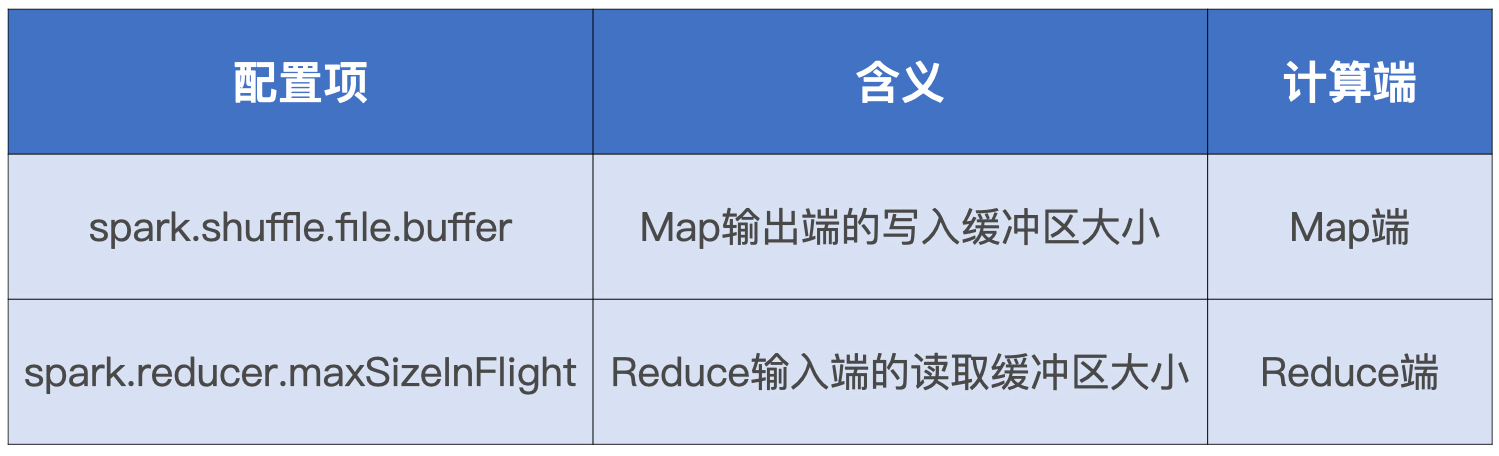 配置项 含义 计算端
spark.shuffle.file.buffer Map输出端的写入缓冲区大小 Map端
spark.reducer.maxSizeInFlight Reduce输入端的读取缓冲区大小 Reduce端